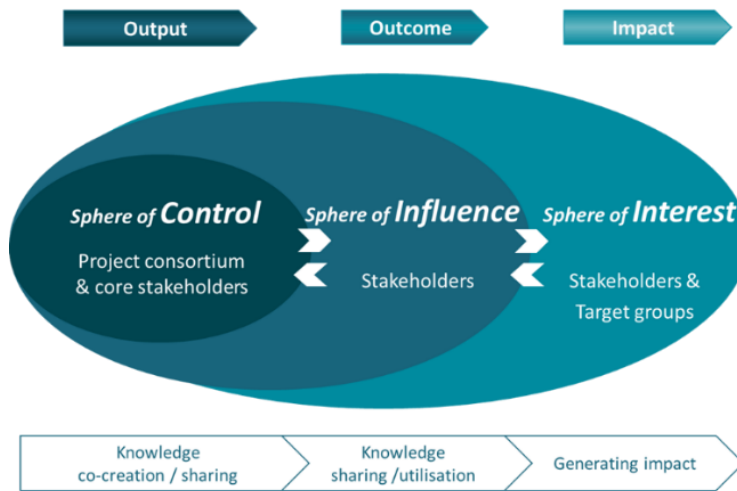 Output
Outcome
Impact
Sphere of Control
Project consortium
& core stakeholders
Sphere of Influence
Stakeholders
Sphere of Interest
Stakeholders &
Target groups
Knowledge
co-creation / sharing
Knowledge
sharing /utilisation
Generating impact